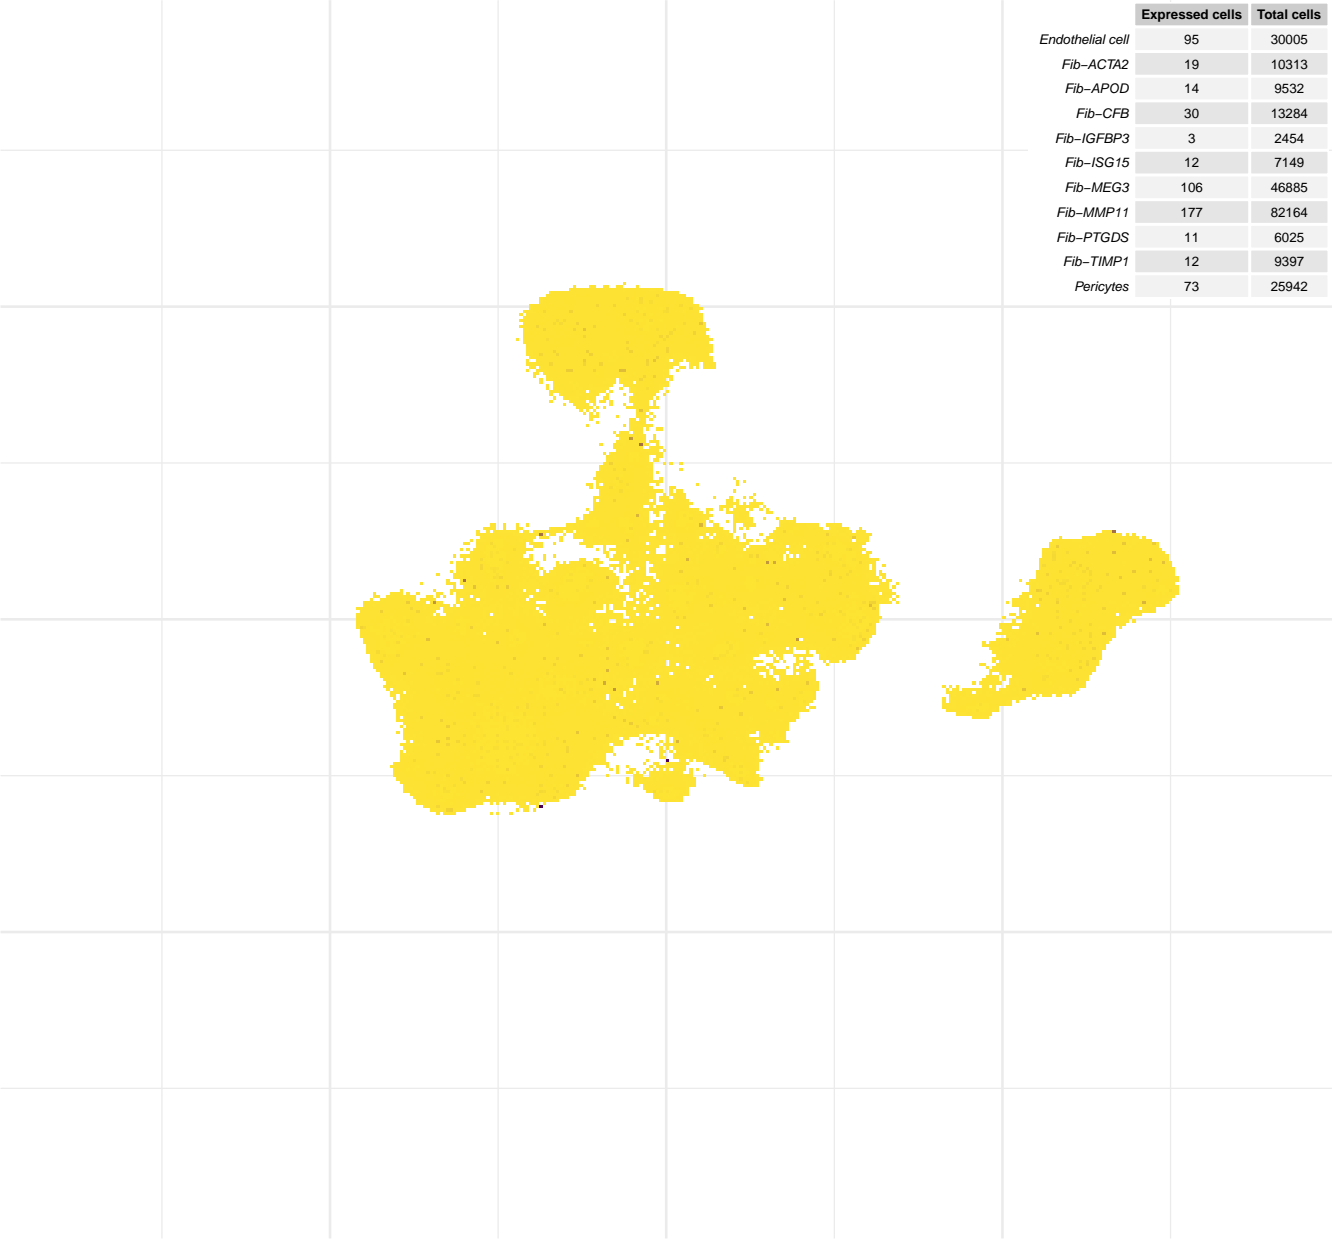 Expressed cells Total cells
Endothelial cell 95 30005
Fib−ACTA2 19 10313
Fib−APOD 14 9532
Fib−CFB 30 13284
Fib−IGFBP3 3 2454
Fib−ISG15 12 7149
Fib−MEG3 106 46885
Fib−MMP11 177 82164
Fib−PTGDS 11 6025
Fib−TIMP1 12 9397
Pericytes 73 25942